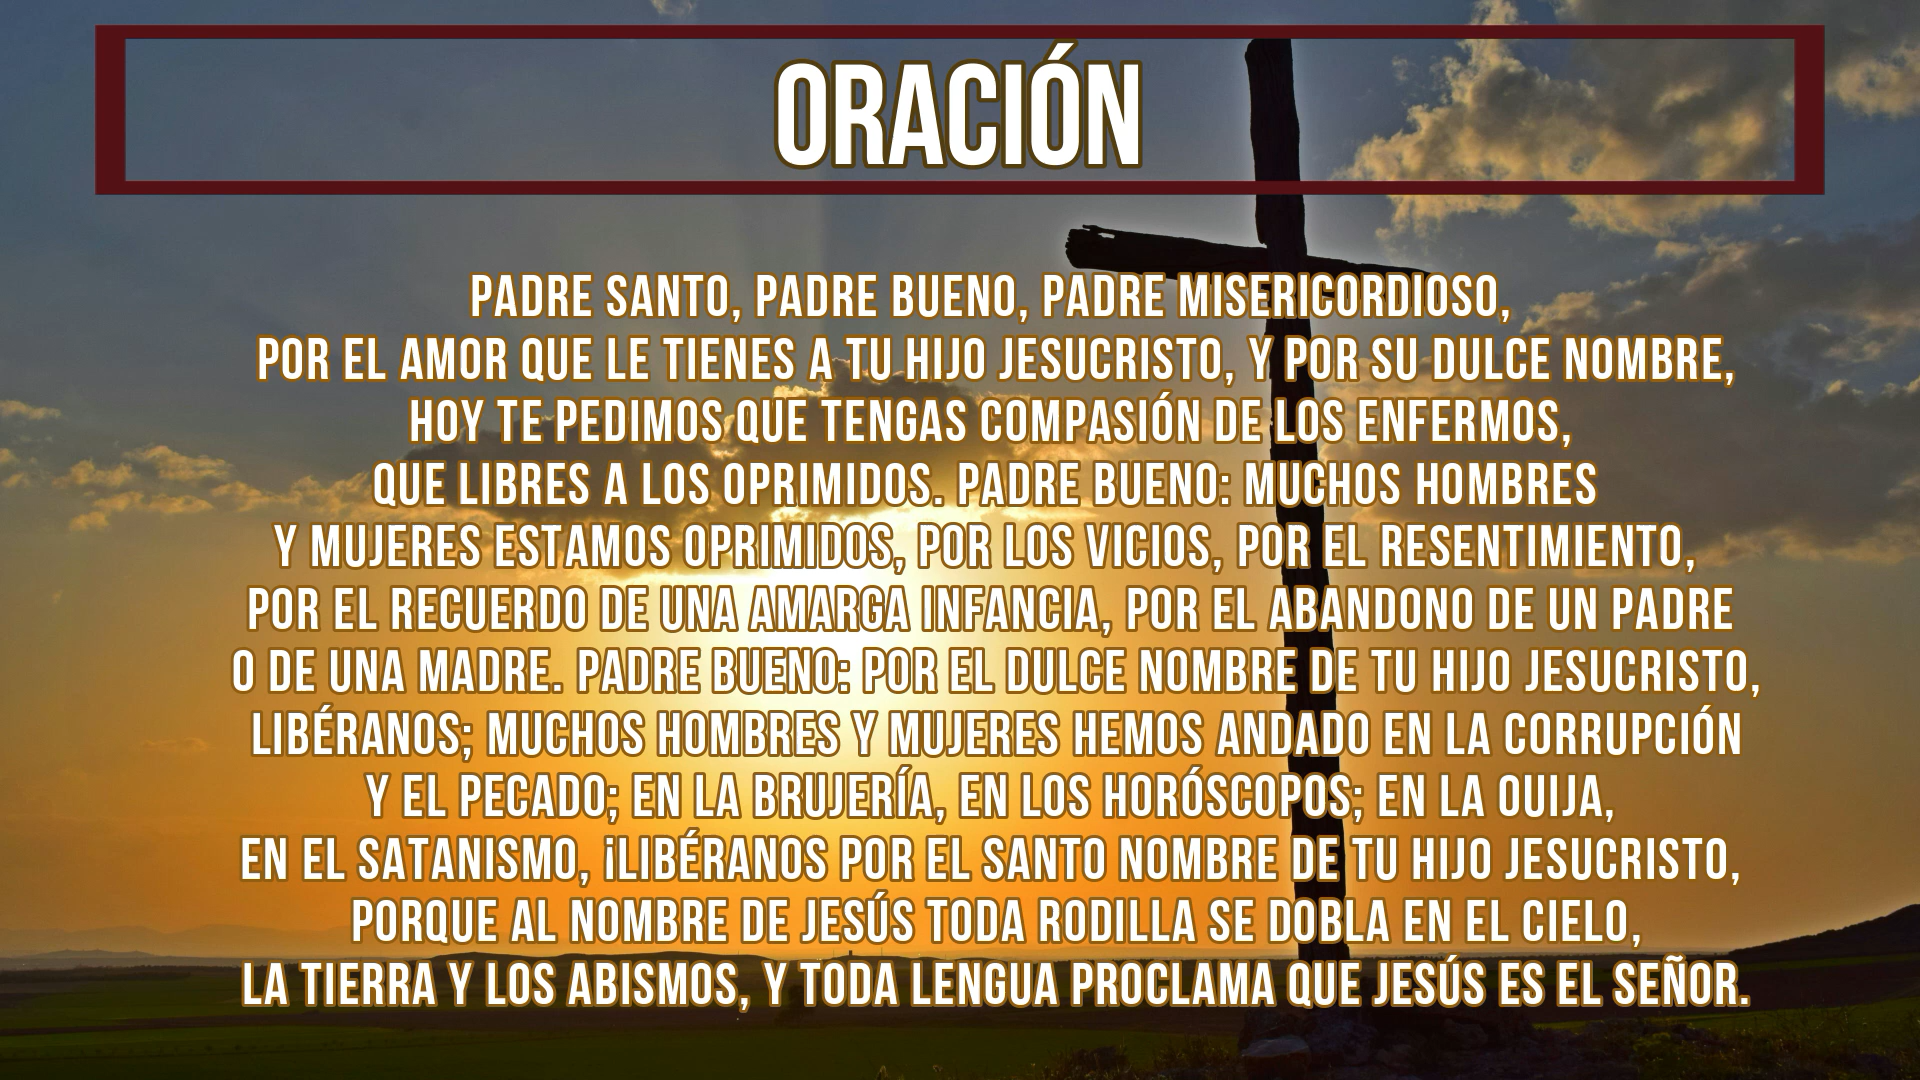 ORACIÓN
PADRE SANTO, PADRE BUENO, PADRE MISERICORDIOSO,
POR EL AMOR QUE LE TIENES A TU HIJO JESUCRISTO, Y POR SU DULCE NOMBRE,
HOY TE PEDIMOS QUE TENGAS COMPASIÓN DE LOS ENFERMOS,
QUE LIBRES A LOS OPRIMIDOS. PADRE BUENO: MUCHOS HOMBRES
Y MUJERES ESTAMOS OPRIMIDOS, POR LOS VICIOS, POR EL RESENTIMIENTO,
POR EL RECUERDO DE UNA AMARGA INFANCIA, POR EL ABANDONO DE UN PADRE
O DE UNA MADRE. PADRE BUENO: POR EL DULCE NOMBRE DE TU HIJO JESUCRISTO,
LIBÉRANOS; MUCHOS HOMBRES Y MUJERES HEMOS ANDADO EN LA CORRUPCIÓN
Y EL PECADO; EN LA BRUJERÍA, EN LOS HORÓSCOPOS; EN LA OUIJA,
EN EL SATANISMO, ¡LIBÉRANOS POR EL SANTO NOMBRE DE TU HIJO JESUCRISTO,
PORQUE AL NOMBRE DE JESÚS TODA RODILLA SE DOBLA EN EL CIELO,
LA TIERRA Y LOS ABISMOS, Y TODA LENGUA PROCLAMA QUE JESÚS ES EL SEÑOR.